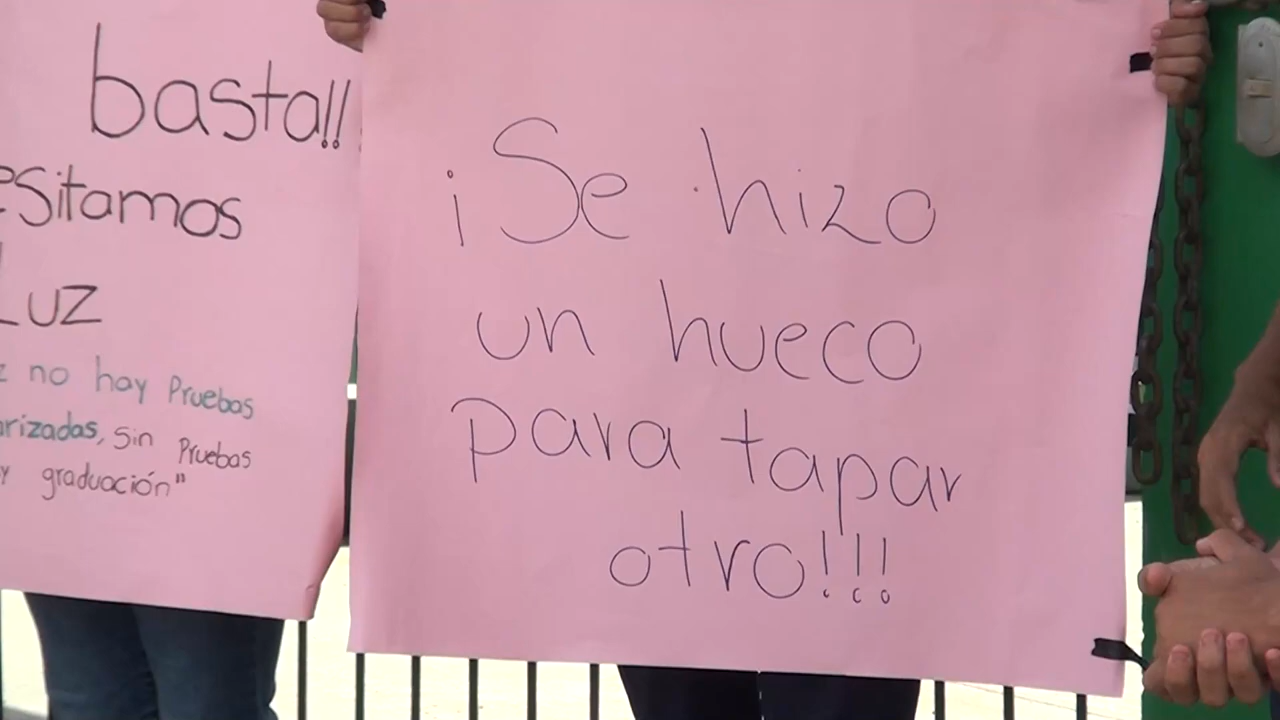 basta!!
esitamos
LUZ
z no hay Pruebas
arizadas, sin Pruebas
y graduación"
¡Se hizo
un hueco
para tapar
otro!!!